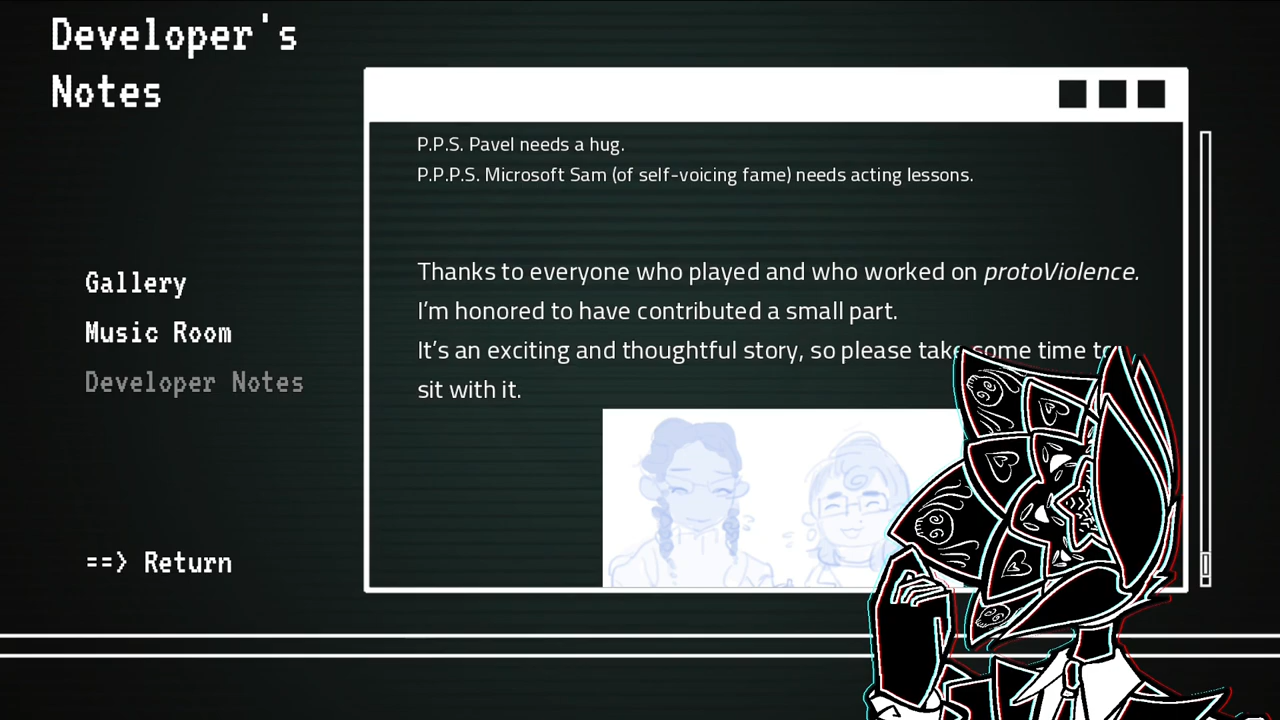 Developer's
Notes
P.P.S. Pavel needs a hug.
P.P.P.S. Microsoft Sam (of self-voicing fame) needs acting lessons.
Thanks to everyone who played and who worked on protoViolence.
I'm honored to have contributed a small part.
It's an exciting and thoughtful story, so please take some time to
sit with it.
Gallery
Music Room
Developer Notes
==> Return